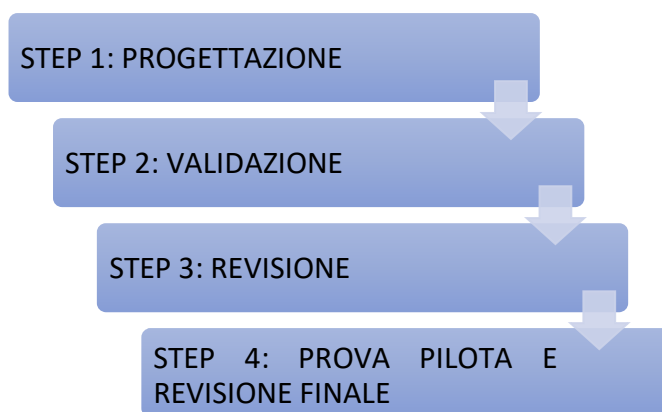 STEP 1: PROGETTAZIONE
STEP 2: VALIDAZIONE
STEP 3: REVISIONE
STEP 4: PROVA PILOTA E
REVISIONE FINALE